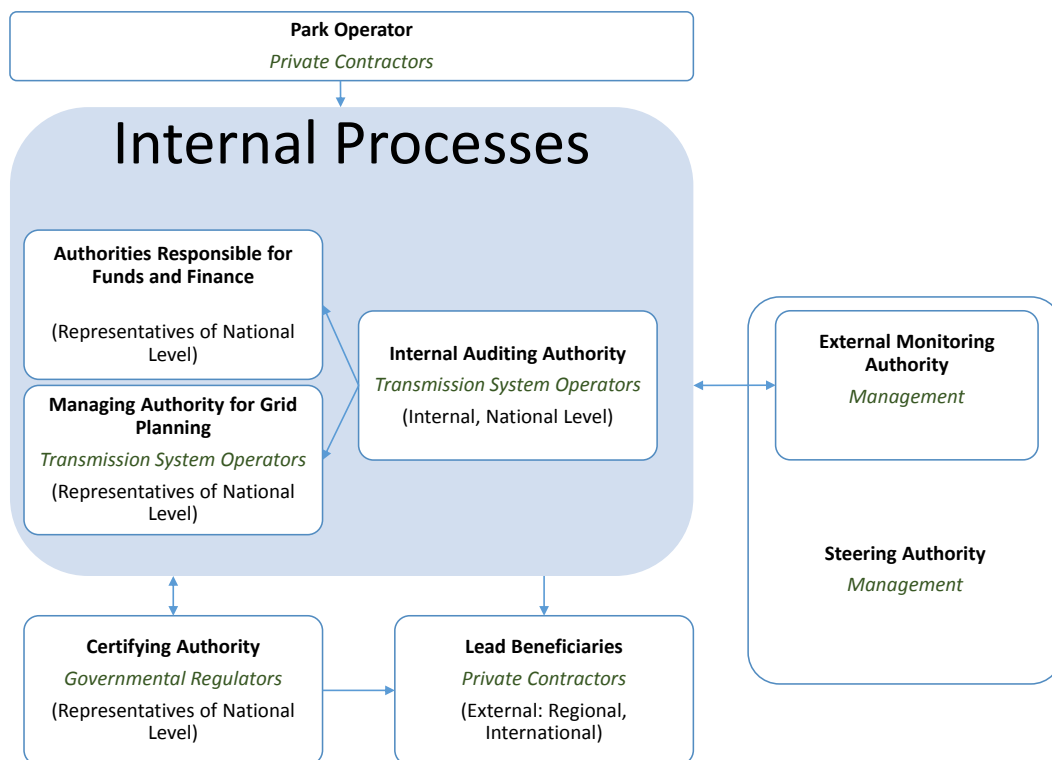 Park Operator
Private Contractors
Internal Processes
Authorities Responsible for
Funds and Finance
(Representatives of National
Level)
Managing Authority for Grid
Planning
Transmission System Operators
(Representatives of National
Level)
Internal Auditing Authority
Transmission System Operators
(Internal, National Level)
External Monitoring
Authority
Management
Steering Authority
Management
Certifying Authority
Governmental Regulators
(Representatives of National
Level)
Lead Beneficiaries
Private Contractors
(External: Regional,
International)